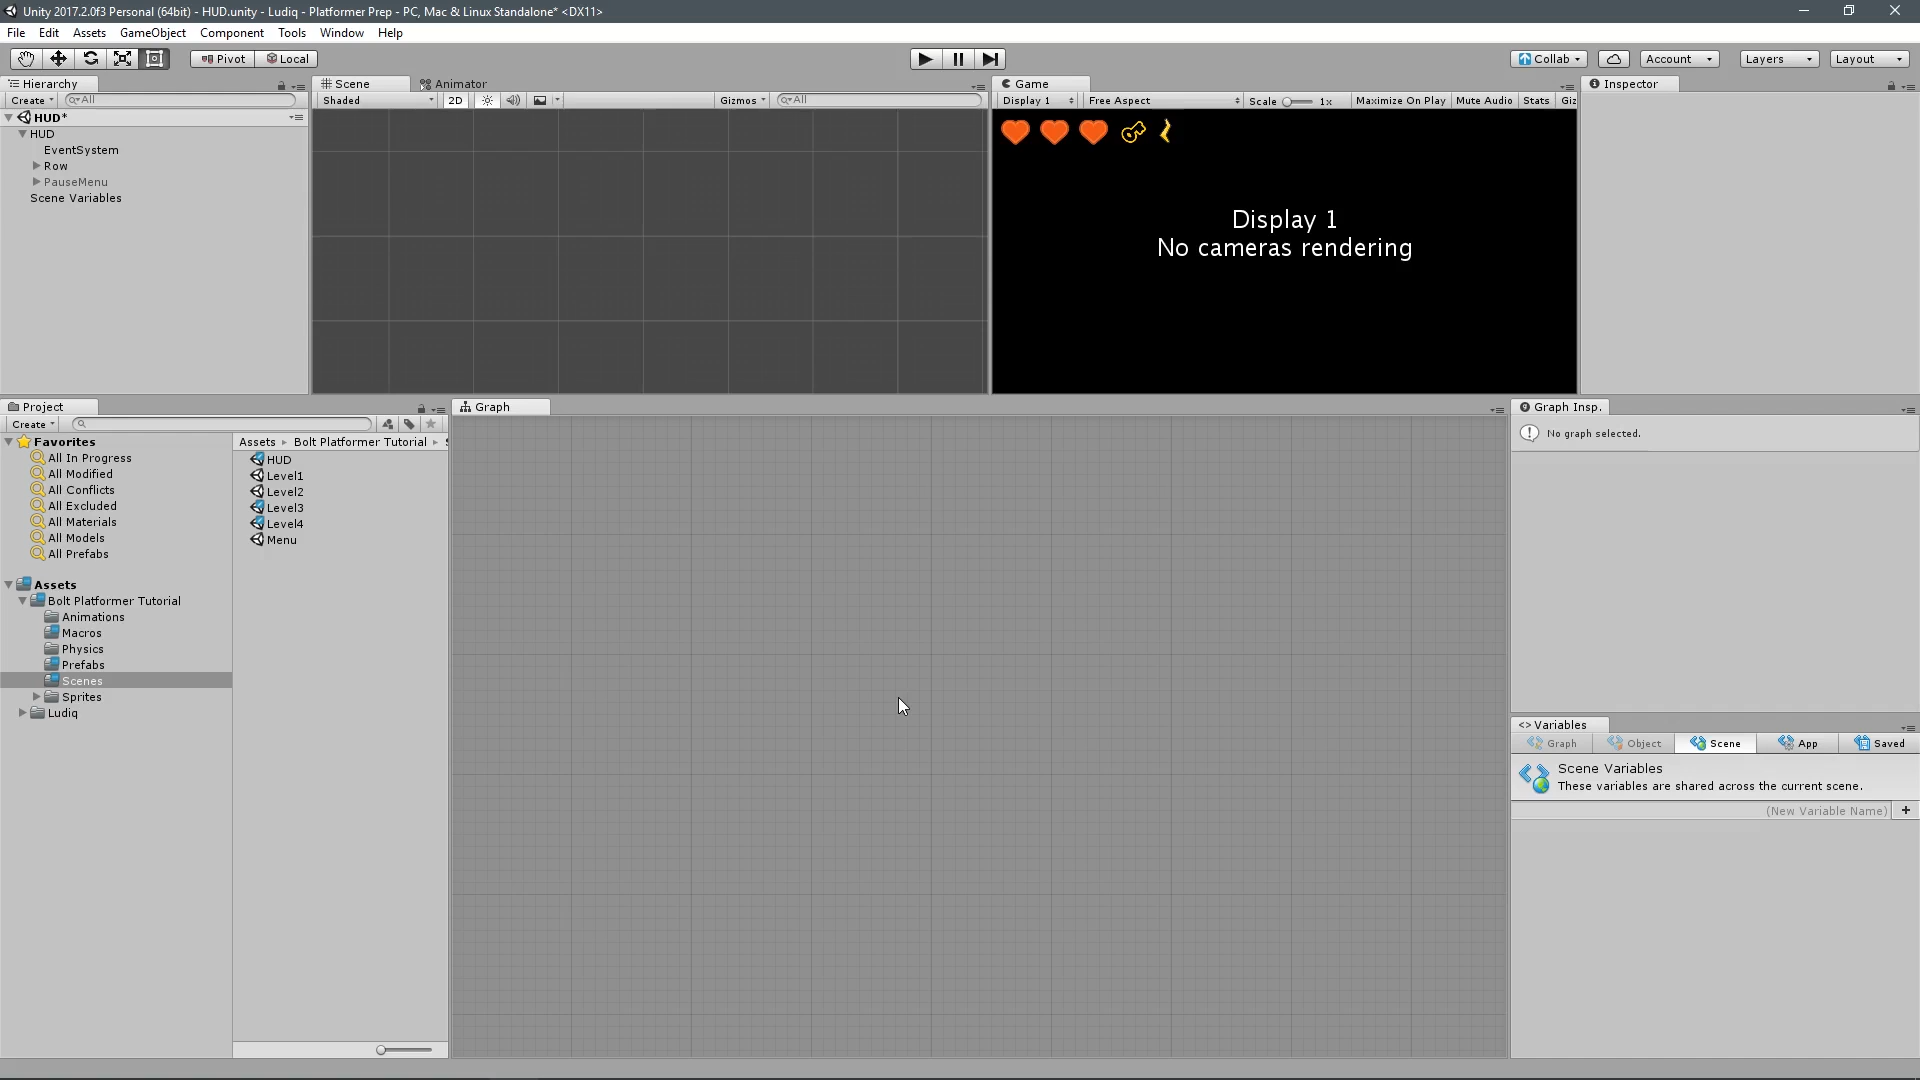 Unity 2017.2.0f3 Personal (64bit) - HUD.unity - Ludiq - Platformer Prep - PC, Mac & Linux Standalone* <DX11>
File Edit Assets GameObject Component Tools Window Help
Pivot Local
Collab Account Layers Layout
Hierarchy
Create All
HUD*
HUD
EventSystem
Row
PauseMenu
Scene Variables
Scene Animator
Shaded 2D Gizmos All
Game
Display 1 Free Aspect Scale 1x Maximize On Play Mute Audio Stats Giz
Display 1
No cameras rendering
Inspector
Project
Create
Favorites
All In Progress
All Modified
All Conflicts
All Excluded
All Materials
All Models
All Prefabs
Assets
Bolt Platformer Tutorial
Animations
Macros
Physics
Prefabs
Scenes
Sprites
Ludiq
Assets Bolt Platformer Tutorial
HUD
Level1
Level2
Level3
Level4
Menu
Graph
Graph Insp.
No graph selected.
<> Variables
Graph Object Scene App Saved
Scene Variables
These variables are shared across the current scene.
(New Variable Name) +